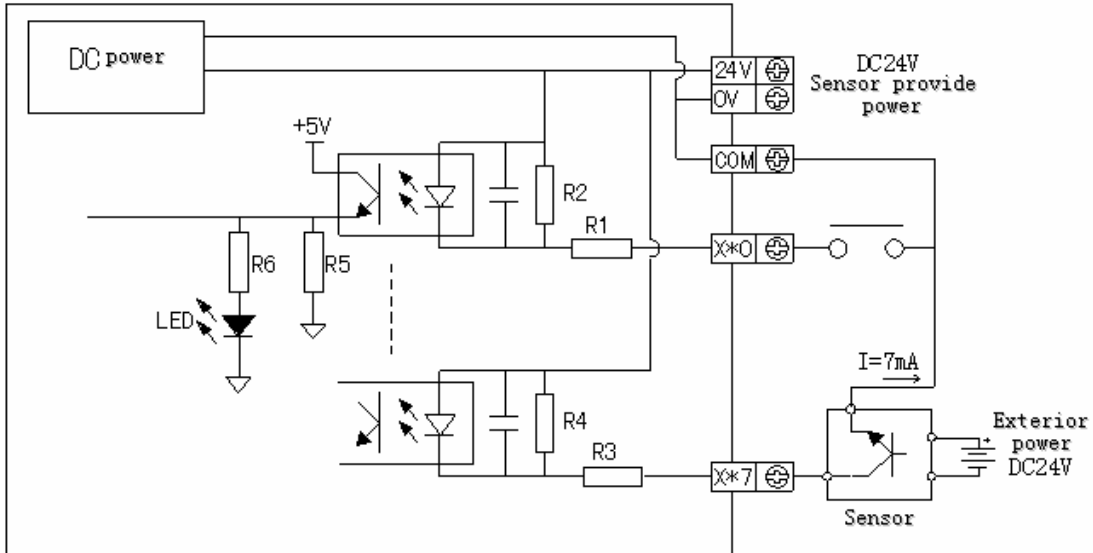 DC power
24V
0V
DC24V
Sensor provide
power
+5V
COM
R2
R1
X*0
R6
R5
LED
I=7mA
R4
R3
X*7
Exterior
power
+
DC24V
Sensor